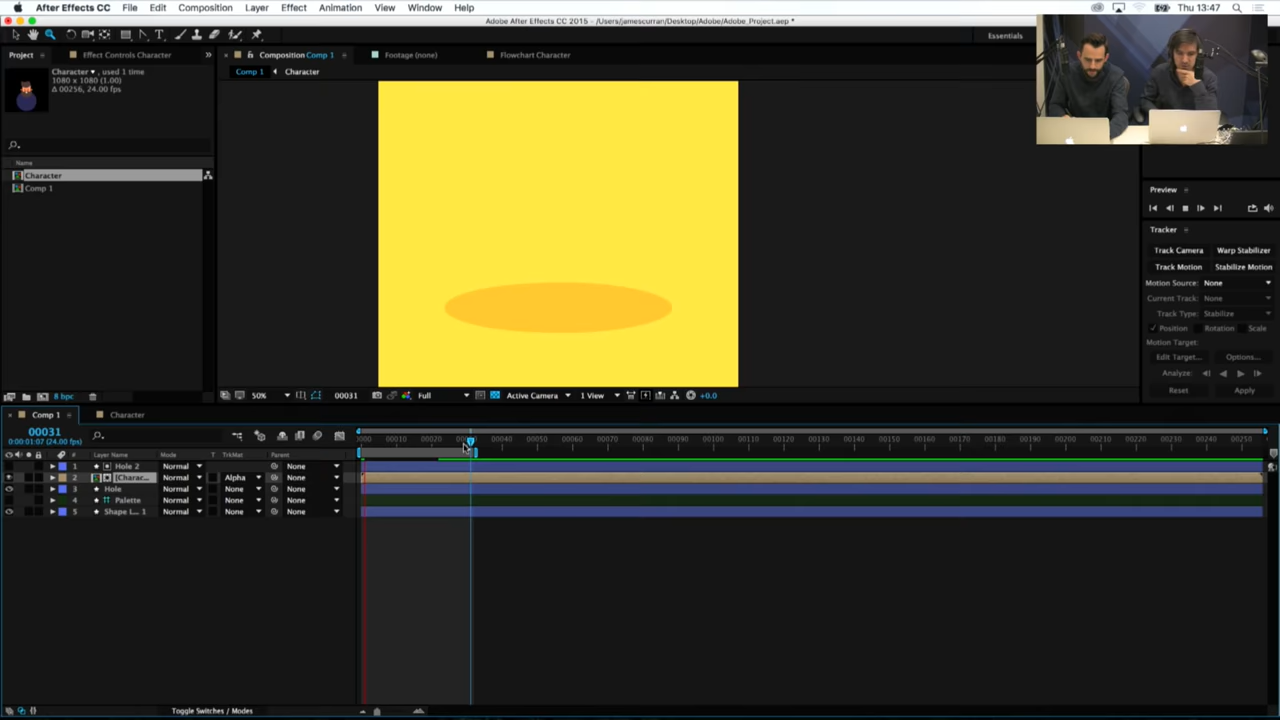 After Effects CC File Edit Composition Layer Effect Animation View Window Help Thu 13:47
Adobe After Effects CC 2015 - /Users/jamescurran/Desktop/Adobe/Adobe_Project.aep *
Essentials
Project Effect Controls Character Composition Comp 1 Footage (none) Flowchart Character
Comp 1 Character
Character, used 1 time
1080 x 1080 (1.00)
Δ 00256, 24.00 fps
Name
Character
Comp 1
Preview
Tracker
Track Camera Warp Stabilizer
Track Motion Stabilize Motion
Motion Source: None
Current Track: None
Track Type: Stabilize
Position Rotation Scale
Motion Target:
Edit Target... Options...
Analyze:
Reset Apply
8 bpc 50% 00031 Full Active Camera 1 View +0.0
Comp 1 Character
00031
0:00:01:07 (24.00 fps)
00010 00020 00040 00050 00060 00070 00080 00090 00100 00110 00120 00130 00140 00150 00160 00170 00180 00190 00200 00210 00220 00230 00240 00250
# Layer Name Mode T TrkMat Parent
1 Hole 2 Normal None
2 [Charac... Normal Alpha None
3 Hole Normal None None
4 Palette Normal None None
5 Shape L... 1 Normal None None
Toggle Switches / Modes